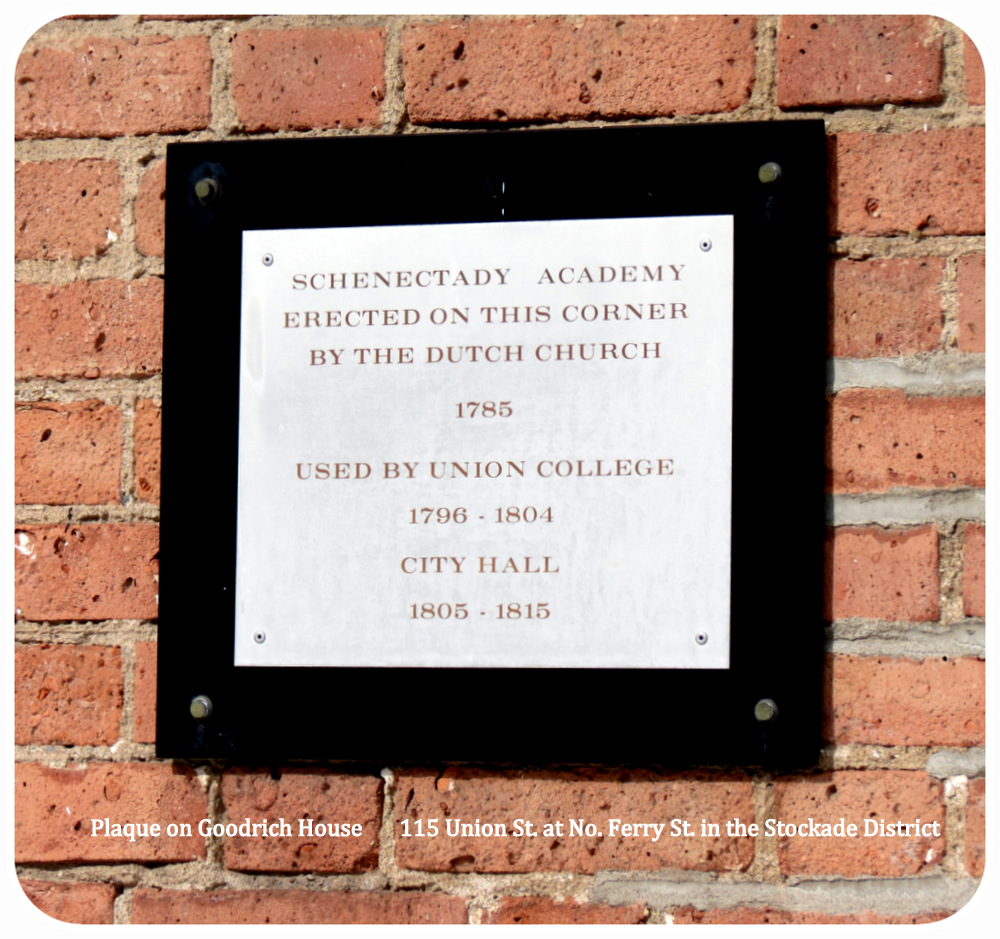 SCHENECTADY ACADEMY
ERECTED ON THIS CORNER
BY THE DUTCH CHURCH
1785
USED BY UNION COLLEGE
1796 - 1804
CITY HALL
1805 - 1815
Plaque on Goodrich House 115 Union St. at No. Ferry St. in the Stockade District